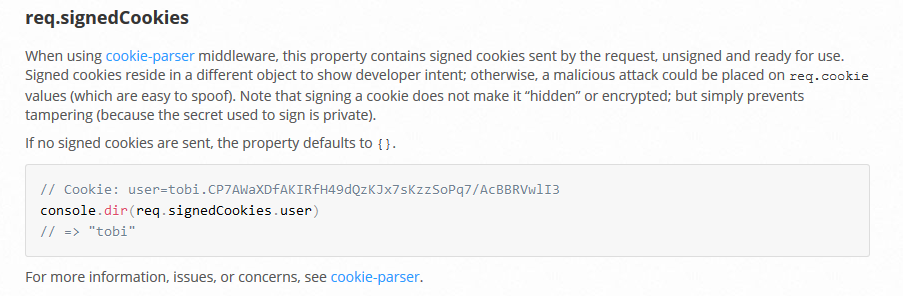 req.signedCookies
When using cookie-parser middleware, this property contains signed cookies sent by the request, unsigned and ready for use.
Signed cookies reside in a different object to show developer intent; otherwise, a malicious attack could be placed on req.cookie
values (which are easy to spoof). Note that signing a cookie does not make it “hidden” or encrypted; but simply prevents
tampering (because the secret used to sign is private).
If no signed cookies are sent, the property defaults to {}.
// Cookie: user=tobi.CP7AWaXDfAKIRfH49dQzKJx7sKzzSoPq7/AcBBRVwlI3
console.dir(req.signedCookies.user)
// => "tobi"
For more information, issues, or concerns, see cookie-parser.